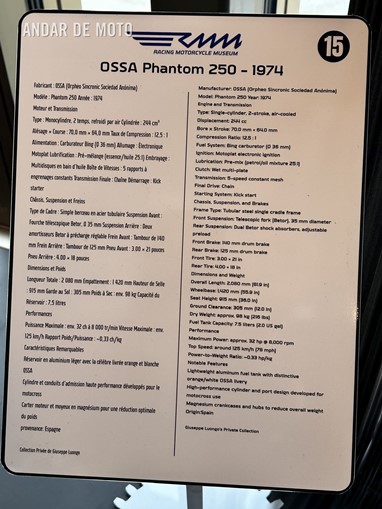 ANDAR DE MOTO
RMM
RACING MOTORCYCLE MUSEUM
15
OSSA Phantom 250 - 1974
Fabricant : OSSA (Orpheo Sincronic Sociedad Anónima)
Modèle : Phantom 250 Année : 1974
Moteur et Transmission
Type : Monocylindre, 2 temps, refroidi par air Cylindrée : 244 cm³
Alésage × Course : 70,0 mm × 64,0 mm Taux de Compression : 12,5 : 1
Alimentation : Carburateur Bing (Ø 36 mm) Allumage : Électronique
Motoplat Lubrification : Pré-mélange (essence/huile 25:1) Embrayage :
Multidisques en bain d'huile Boîte de Vitesses : 5 rapports à
engrenages constants Transmission Finale : Chaîne Démarrage : Kick
starter
Châssis, Suspension et Freins
Type de Cadre : Simple berceau en acier tubulaire Suspension Avant :
Fourche télescopique Betor, Ø 35 mm Suspension Arrière : Deux
amortisseurs Betor à précharge réglable Frein Avant : Tambour de 140
mm Frein Arrière : Tambour de 125 mm Pneu Avant : 3.00 × 21 pouces
Pneu Arrière : 4.00 × 18 pouces
Dimensions et Poids
Longueur Totale : 2 080 mm Empattement : 1 420 mm Hauteur de Selle
: 915 mm Garde au Sol : 305 mm Poids à Sec : env. 98 kg Capacité du
Réservoir : 7,5 litres
Performances
Puissance Maximale : env. 32 ch à 8 000 tr/min Vitesse Maximale : env.
125 km/h Rapport Poids/Puissance : ~0,33 ch/kg
Caractéristiques Remarquables
Réservoir en aluminium léger avec la célèbre livrée orange et blanche
OSSA
Cylindre et conduits d'admission haute performance développés pour le
motocross
Carter moteur et moyeux en magnésium pour une réduction optimale
du poids
provenance: Espagne
Collection Privée de Giuseppe Luongo
Manufacturer: OSSA (Orpheo Sincronic Sociedad Anónima)
Model: Phantom 250 Year: 1974
Engine and Transmission
Type: Single-cylinder, 2-stroke, air-cooled
Displacement: 244 cc
Bore × Stroke: 70.0 mm × 64.0 mm
Compression Ratio: 12.5 : 1
Fuel System: Bing carburetor (Ø 36 mm)
Ignition: Motoplat electronic ignition
Lubrication: Pre-mix (petrol/oil mixture 25:1)
Clutch: Wet multi-plate
Transmission: 5-speed constant mesh
Final Drive: Chain
Starting System: Kick start
Chassis, Suspension, and Brakes
Frame Type: Tubular steel single cradle frame
Front Suspension: Telescopic fork (Betor), 35 mm diameter
Rear Suspension: Dual Betor shock absorbers, adjustable
preload
Front Brake: 140 mm drum brake
Rear Brake: 125 mm drum brake
Front Tire: 3.00 × 21 in
Rear Tire: 4.00 × 18 in
Dimensions and Weight
Overall Length: 2,080 mm (81.9 in)
Wheelbase: 1,420 mm (55.9 in)
Seat Height: 915 mm (36.0 in)
Ground Clearance: 305 mm (12.0 in)
Dry Weight: approx. 98 kg (216 lbs)
Fuel Tank Capacity: 7.5 liters (2.0 US gal)
Performance
Maximum Power: approx. 32 hp @ 8,000 rpm
Top Speed: around 125 km/h (78 mph)
Power-to-Weight Ratio: ~0.33 hp/kg
Notable Features
Lightweight aluminum fuel tank with distinctive
orange/white OSSA livery
High-performance cylinder and port design developed for
motocross use
Magnesium crankcases and hubs to reduce overall weight
Origin:Spain
Giuseppe Luongo's Private Collection